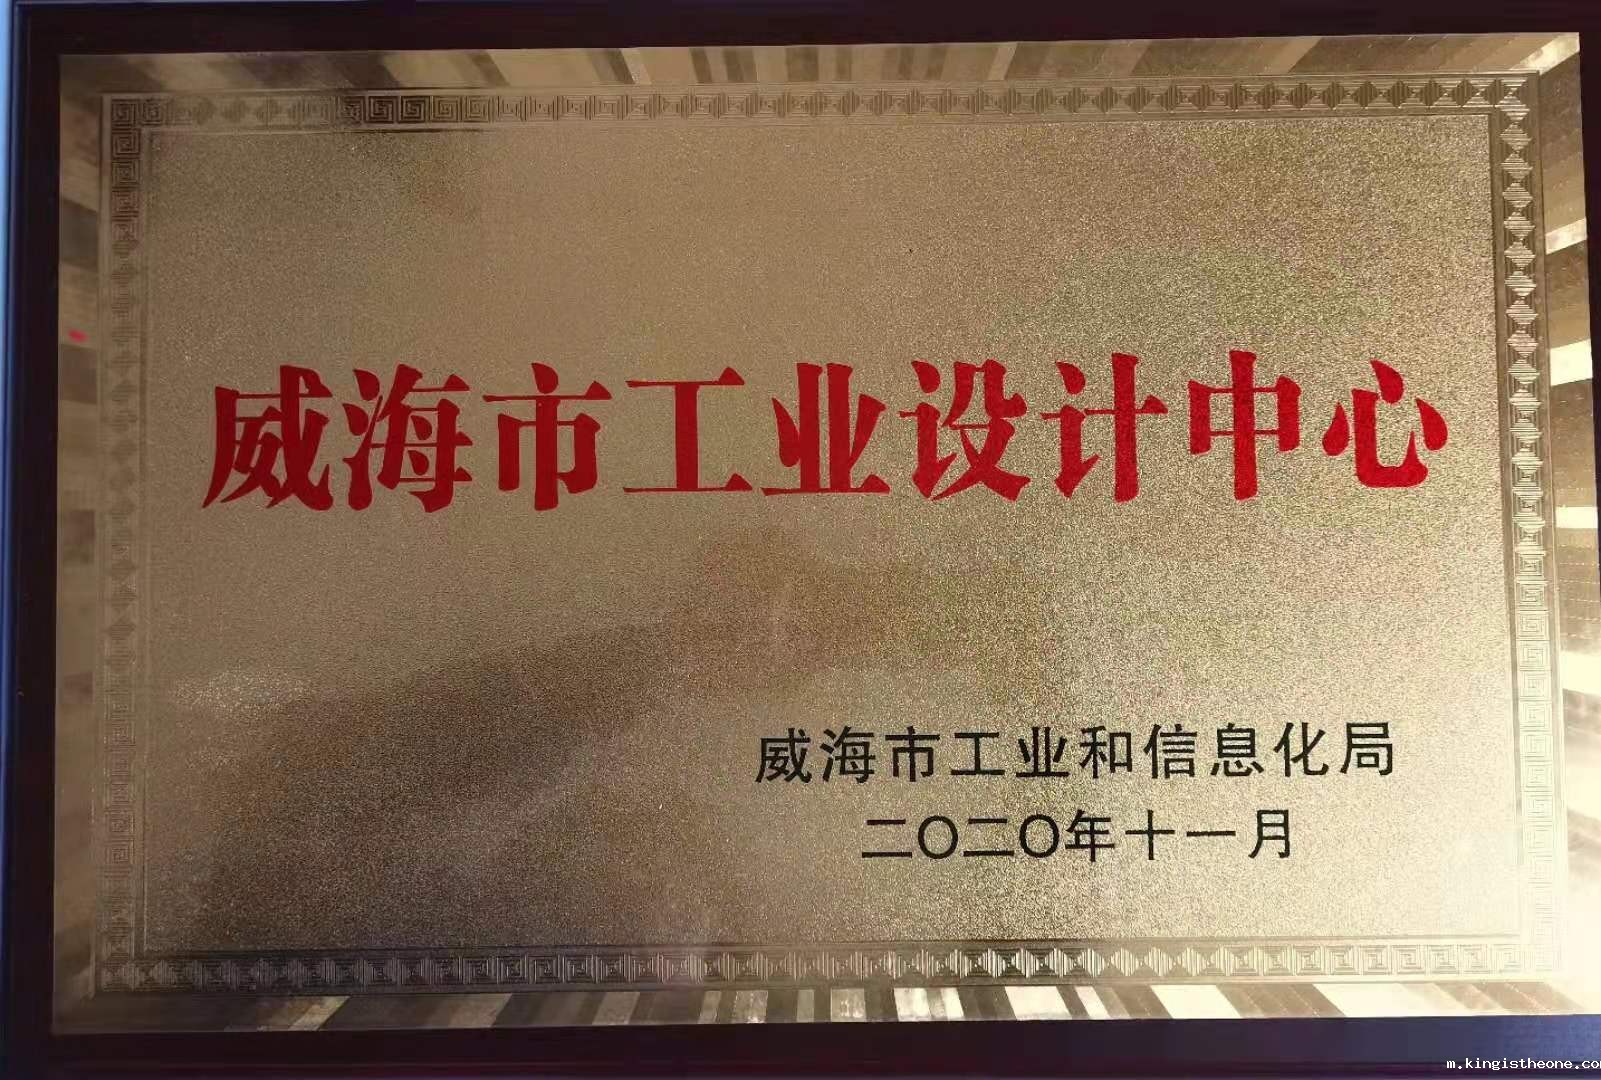 威海市工业设计中心
威海市工业和信息化局
二〇二〇年十一月
m.kingistheone.com